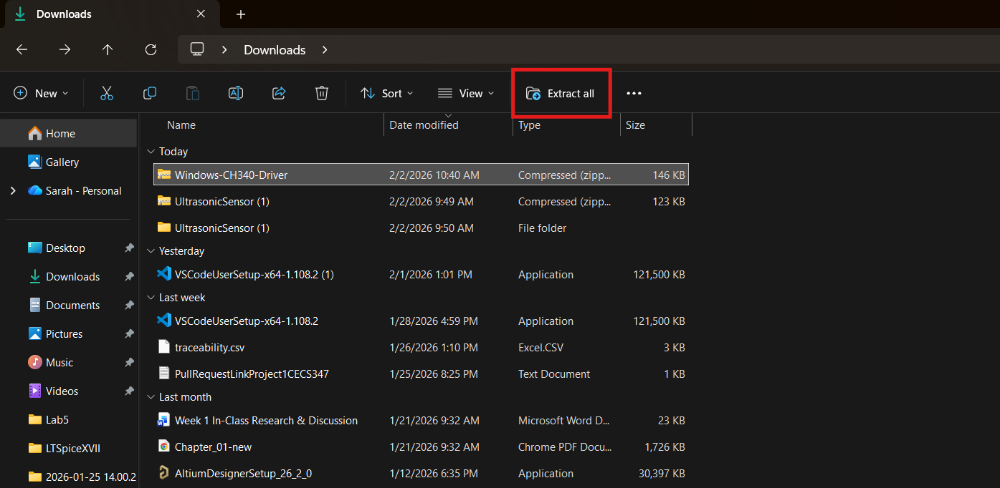 Downloads
Downloads
New
Sort
View
Extract all
Home
Gallery
Sarah - Personal
Desktop
Downloads
Documents
Pictures
Music
Videos
Lab5
LTSpiceXVII
2026-01-25 14.00.2
Name Date modified Type Size
Today
Windows-CH340-Driver 2/2/2026 10:40 AM Compressed (zipp... 146 KB
UltrasonicSensor (1) 2/2/2026 9:49 AM Compressed (zipp... 123 KB
UltrasonicSensor (1) 2/2/2026 9:50 AM File folder
Yesterday
VSCodeUserSetup-x64-1.108.2 (1) 2/1/2026 1:01 PM Application 121,500 KB
Last week
VSCodeUserSetup-x64-1.108.2 1/28/2026 4:59 PM Application 121,500 KB
traceability.csv 1/26/2026 1:10 PM Excel.CSV 3 KB
PullRequestLinkProject1CECS347 1/25/2026 8:25 PM Text Document 1 KB
Last month
Week 1 In-Class Research & Discussion 1/21/2026 9:32 AM Microsoft Word D... 23 KB
Chapter_01-new 1/21/2026 9:32 AM Chrome PDF Docu... 1,726 KB
AltiumDesignerSetup_26_2_0 1/12/2026 6:35 PM Application 30,397 KB